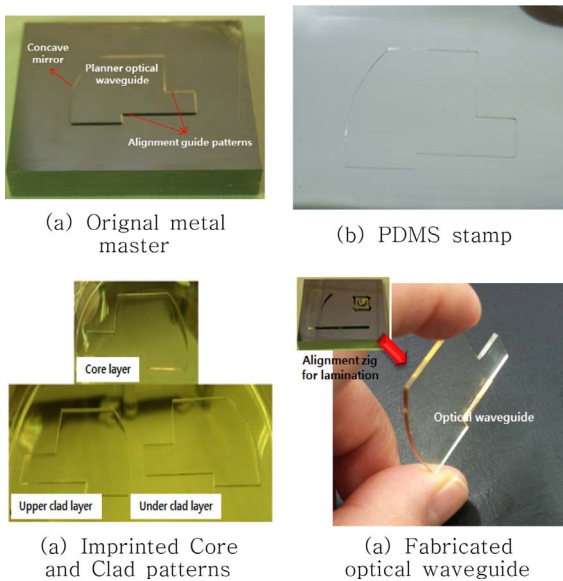 Concave
mirror
Planner optical
waveguide
Alignment guide patterns
(a) Orignal metal
master
(b) PDMS stamp
Core layer
Upper clad layer
Under clad layer
(a) Imprinted Core
and Clad patterns
Alignment zig
for lamination
Optical waveguide
(a) Fabricated
optical waveguide